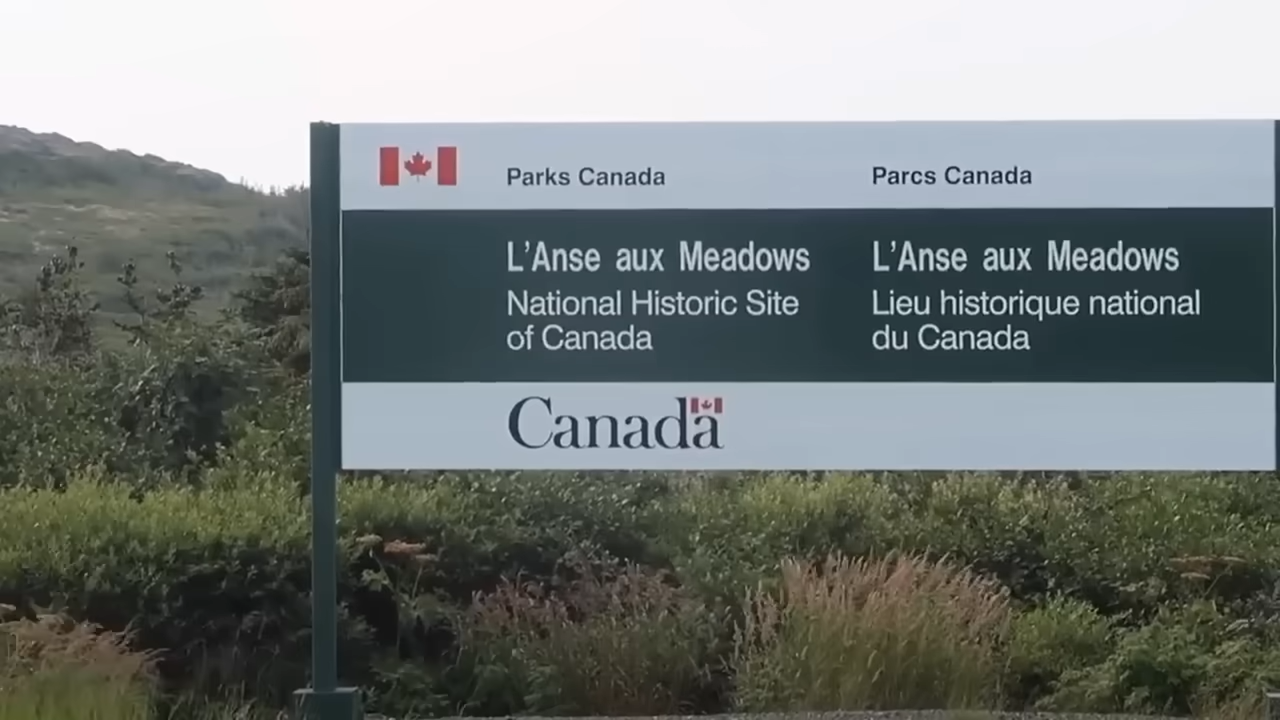 Parks Canada
Parcs Canada
L'Anse aux Meadows
National Historic Site
of Canada
L'Anse aux Meadows
Lieu historique national
du Canada
Canada